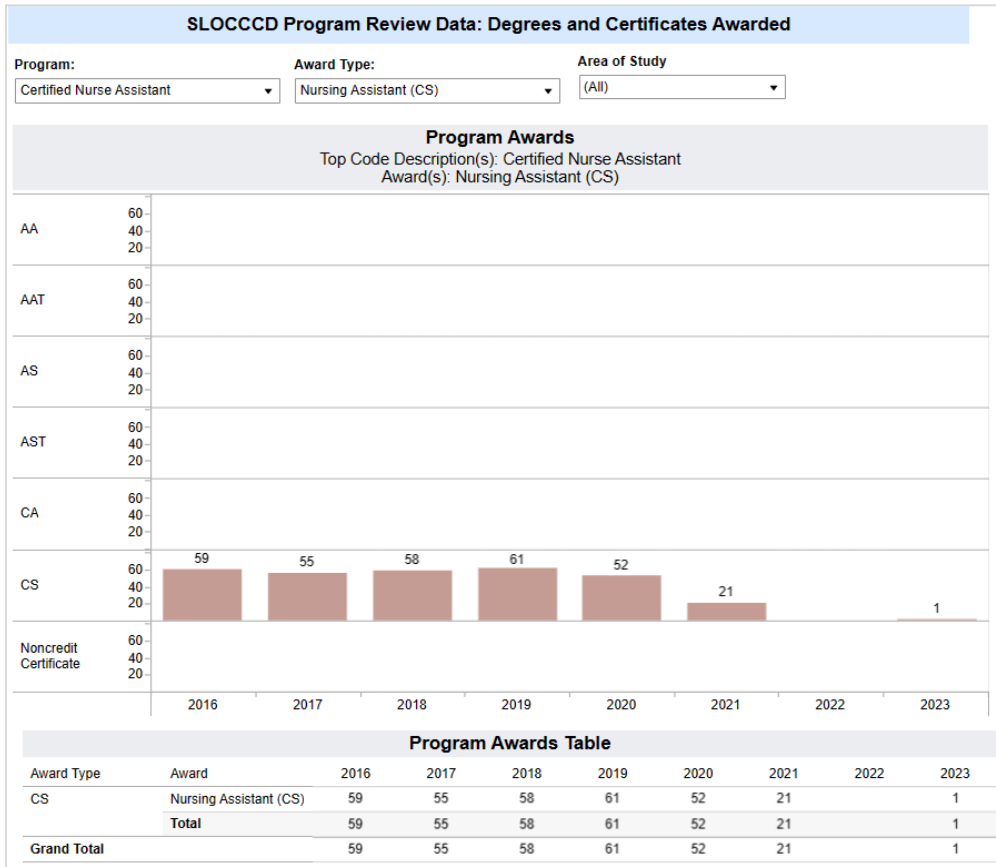 SLOCCCD Program Review Data: Degrees and Certificates Awarded
Program: Award Type: Area of Study
Certified Nurse Assistant Nursing Assistant (CS) (All)
Program Awards
Top Code Description(s): Certified Nurse Assistant
Award(s): Nursing Assistant (CS)
AA 60 40 20
AAT 60 40 20
AS 60 40 20
AST 60 40 20
CA 60 40 20
CS 60 40 20
59 55 58 61 52 21 1
Noncredit
Certificate
60 40 20
2016 2017 2018 2019 2020 2021 2022 2023
Program Awards Table
Award Type Award 2016 2017 2018 2019 2020 2021 2022 2023
CS Nursing Assistant (CS) 59 55 58 61 52 21 1
Total 59 55 58 61 52 21 1
Grand Total 59 55 58 61 52 21 1